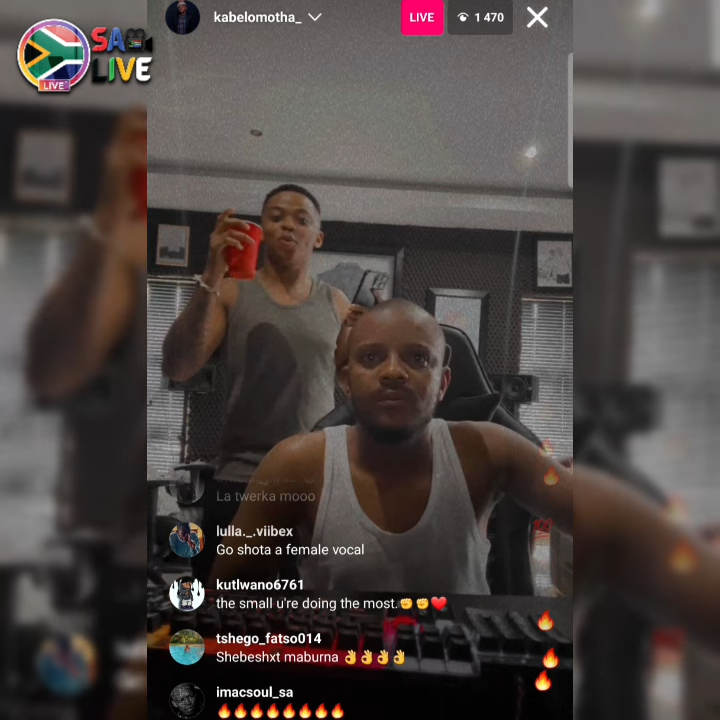 kabelomotha_
LIVE
1 470
SA
LIVE
LIVE
La twerka mooo
lulla._.viibex
Go shota a female vocal
kutlwano6761
the small u're doing the most.✊✊❤️
tshego_fatso014
Shebeshxt maburna 👌👌👌👌
imacsoul_sa
🔥🔥🔥🔥🔥🔥🔥🔥